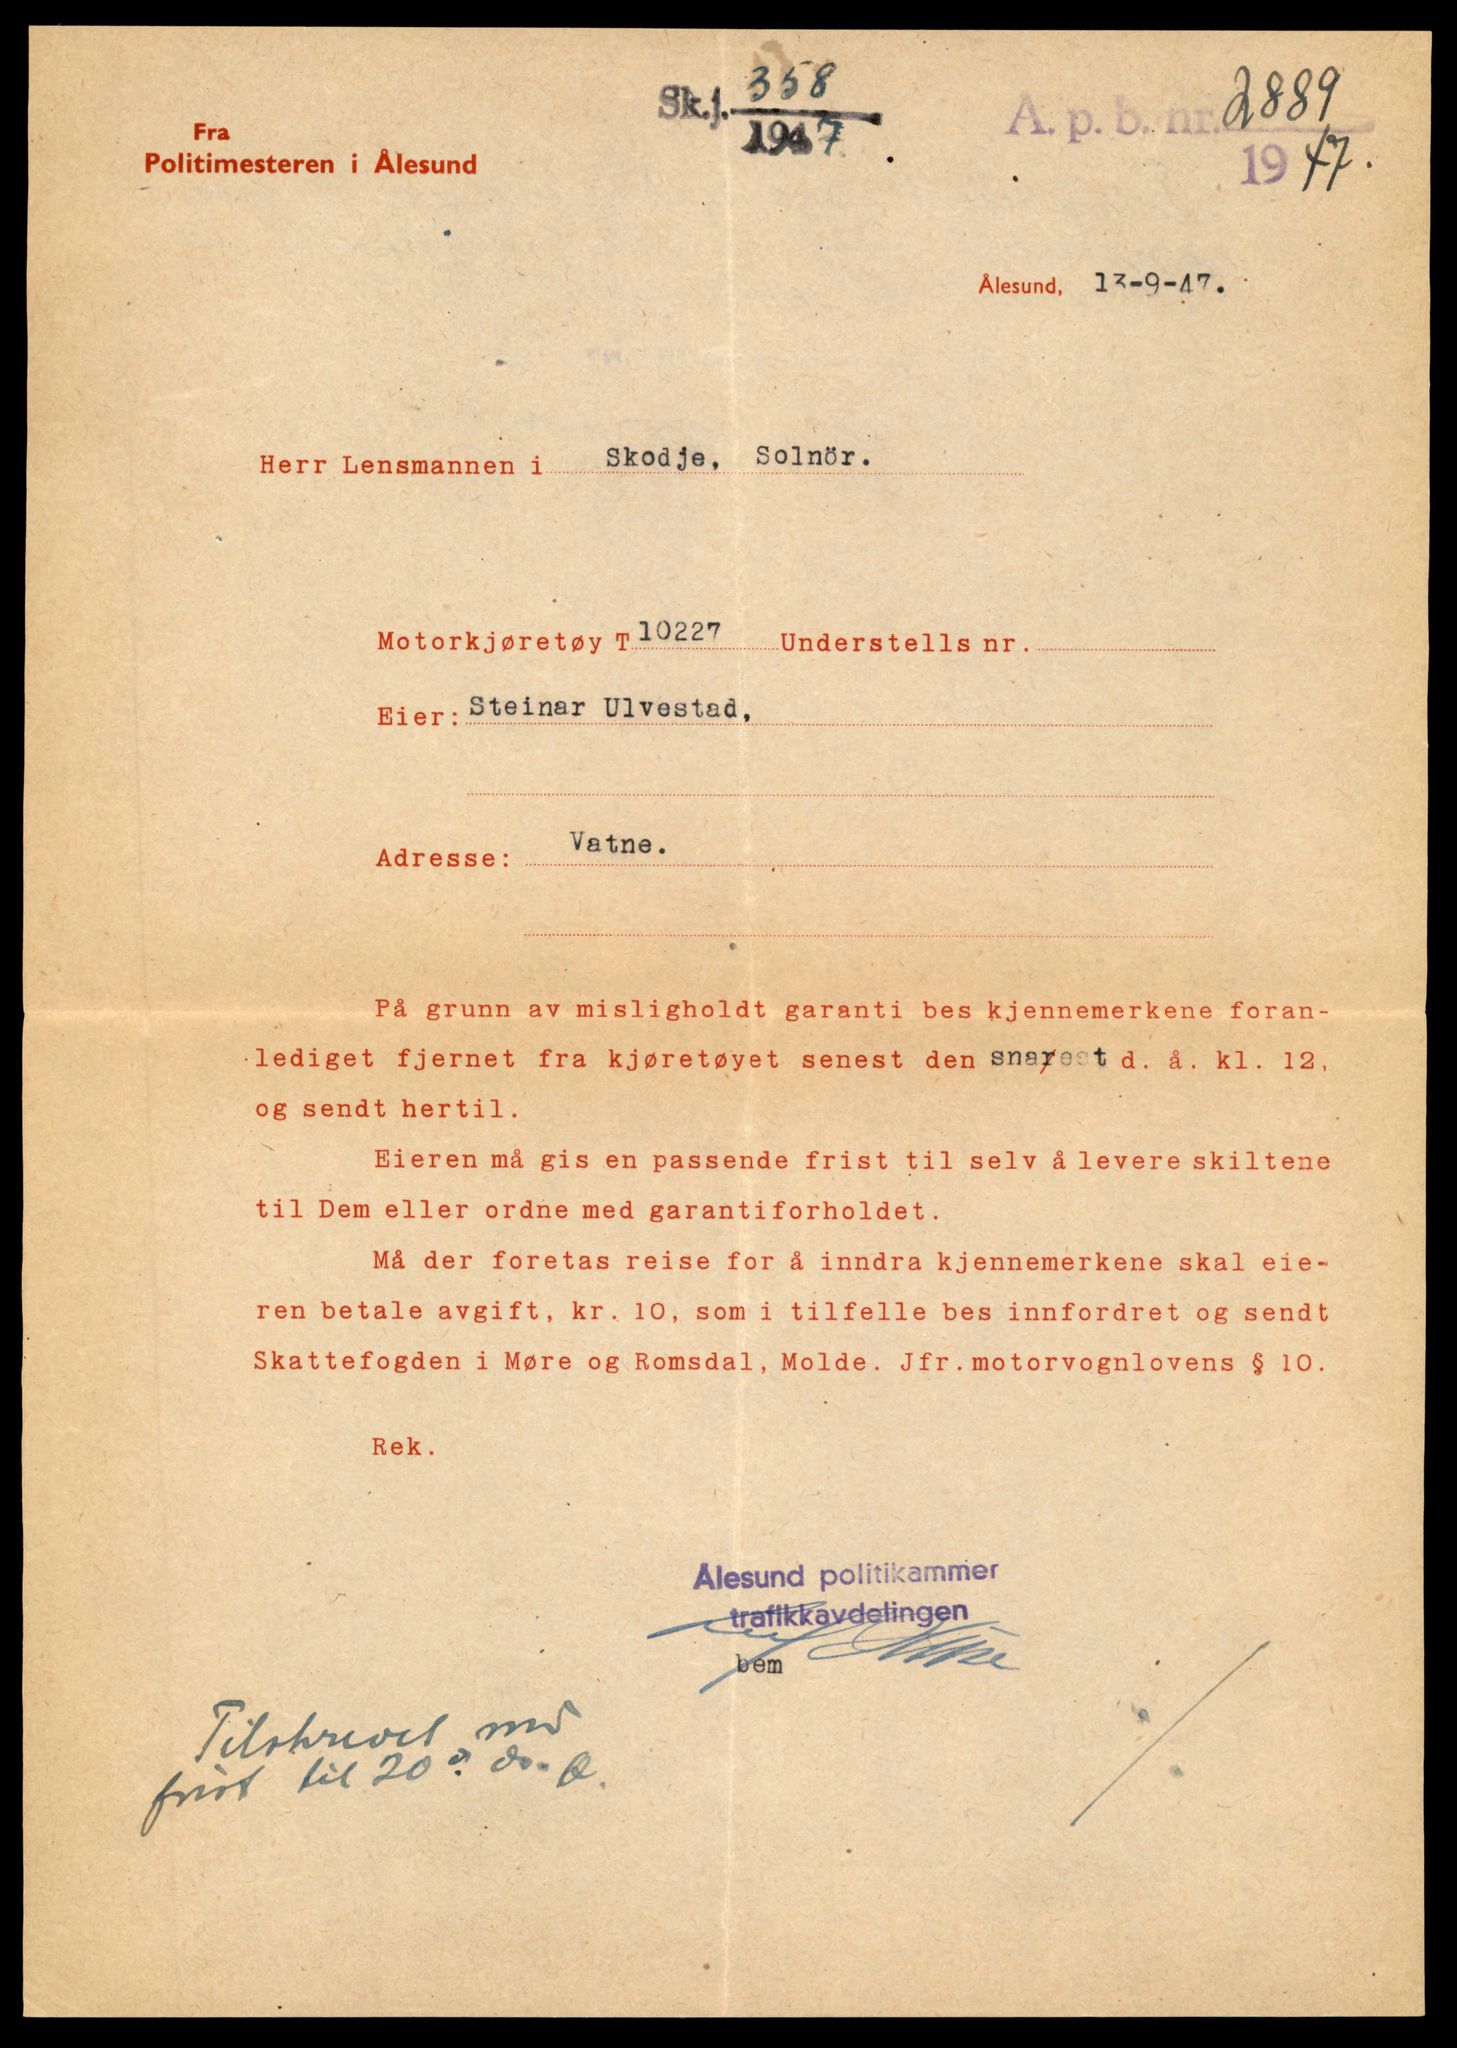 Skj. 358
1947
A. p. b. nr. 2889
19 47.
Fra
Politimesteren i Ålesund
Ålesund, 13-9-47.
Herr Lensmannen i Skodje, Solnör.
Motorkjøretøy T 10227 Understells nr.
Eier: Steinar Ulvestad,
Adresse: Vatne.
På grunn av misligholdt garanti bes kjennemerkene foran-
lediget fjernet fra kjøretøyet senest den snarest d. å. kl. 12,
og sendt hertil.
Eieren må gis en passende frist til selv å levere skiltene
til Dem eller ordne med garantiforholdet.
Må der foretas reise for å inndra kjennemerkene skal eie-
ren betale avgift, kr. 10, som i tilfelle bes innfordret og sendt
Skattefogden i Møre og Romsdal, Molde. Jfr. motorvognlovens § 10.
Rek.
Ålesund politikammer
trafikkavdelingen
bem
Tilskrevet med
frist til 20